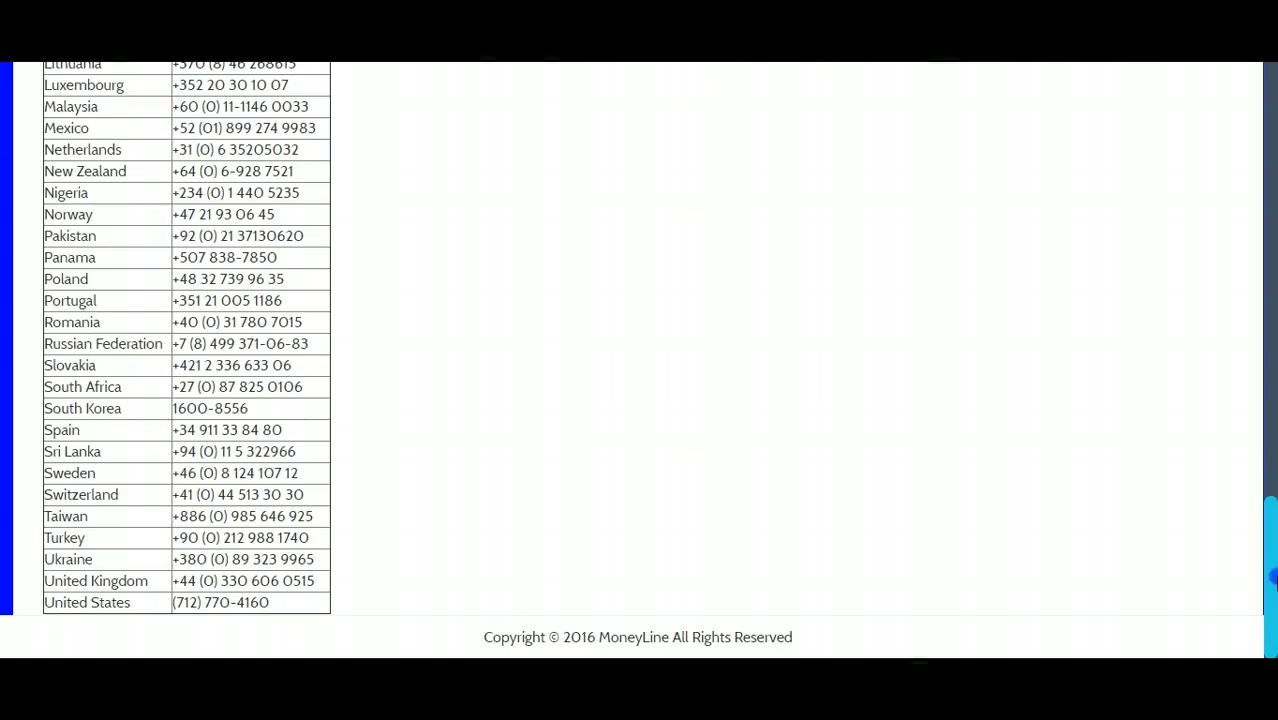 Lithuania +370 (8) 46 268615
Luxembourg +352 20 30 10 07
Malaysia +60 (0) 11-1146 0033
Mexico +52 (01) 899 274 9983
Netherlands +31 (0) 6 35205032
New Zealand +64 (0) 6-928 7521
Nigeria +234 (0) 1 440 5235
Norway +47 21 93 06 45
Pakistan +92 (0) 21 37130620
Panama +507 838-7850
Poland +48 32 739 96 35
Portugal +351 21 005 1186
Romania +40 (0) 31 780 7015
Russian Federation +7 (8) 499 371-06-83
Slovakia +421 2 336 633 06
South Africa +27 (0) 87 825 0106
South Korea 1600-8556
Spain +34 911 33 84 80
Sri Lanka +94 (0) 11 5 322966
Sweden +46 (0) 8 124 107 12
Switzerland +41 (0) 44 513 30 30
Taiwan +886 (0) 985 646 925
Turkey +90 (0) 212 988 1740
Ukraine +380 (0) 89 323 9965
United Kingdom +44 (0) 330 606 0515
United States (712) 770-4160
Copyright © 2016 MoneyLine All Rights Reserved